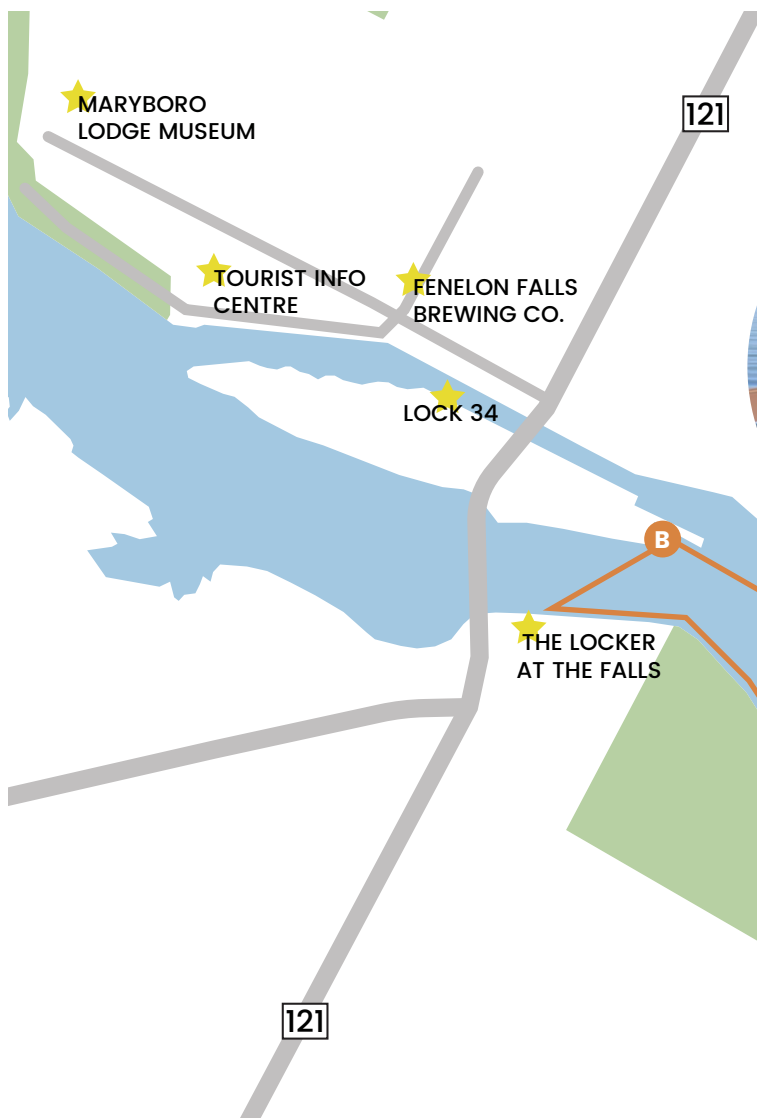 MARYBORO
LODGE MUSEUM
121
TOURIST INFO
CENTRE
FENELON FALLS
BREWING CO.
LOCK 34
B
THE LOCKER
AT THE FALLS
121